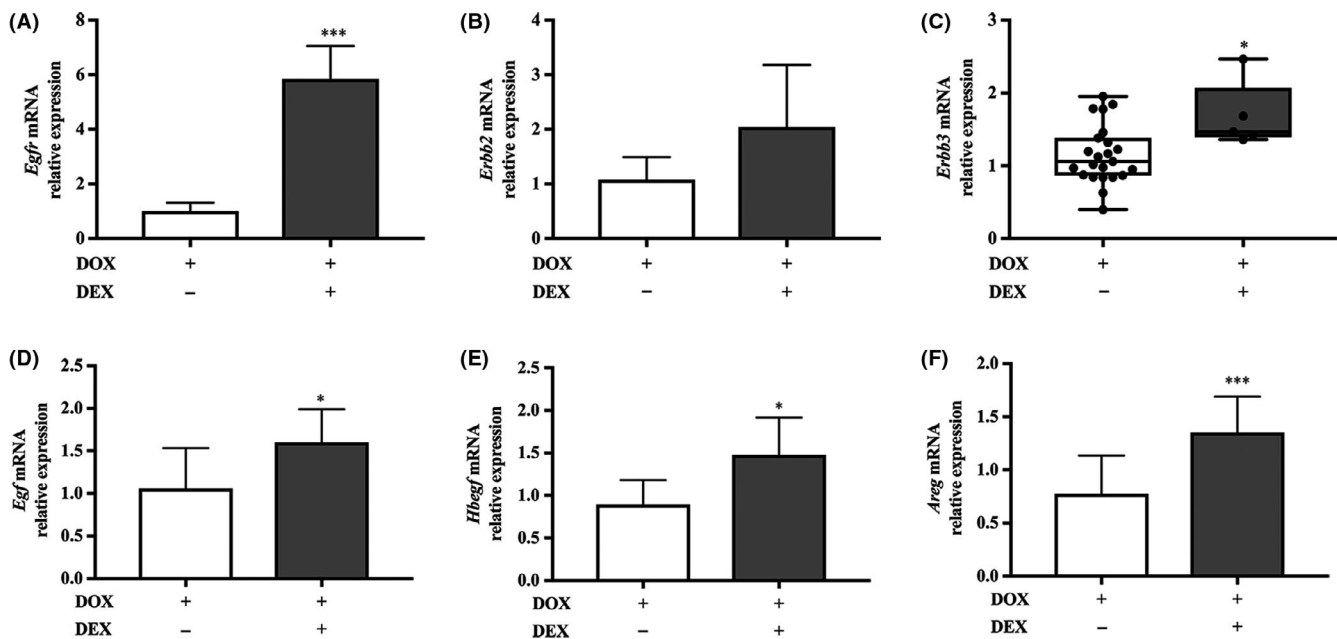 (A)
Egfr mRNA
relative expression
8
6
4
2
0
***
DOX + +
DEX – +
(B)
Erbb2 mRNA
relative expression
4
3
2
1
0
DOX + +
DEX – +
(C)
Erbb3 mRNA
relative expression
3
2
1
0
*
DOX + +
DEX – +
(D)
Egf mRNA
relative expression
2.5
2.0
1.5
1.0
0.5
0.0
*
DOX + +
DEX – +
(E)
Hbegf mRNA
relative expression
2.5
2.0
1.5
1.0
0.5
0.0
*
DOX + +
DEX – +
(F)
Areg mRNA
relative expression
2.0
1.5
1.0
0.5
0.0
***
DOX + +
DEX – +